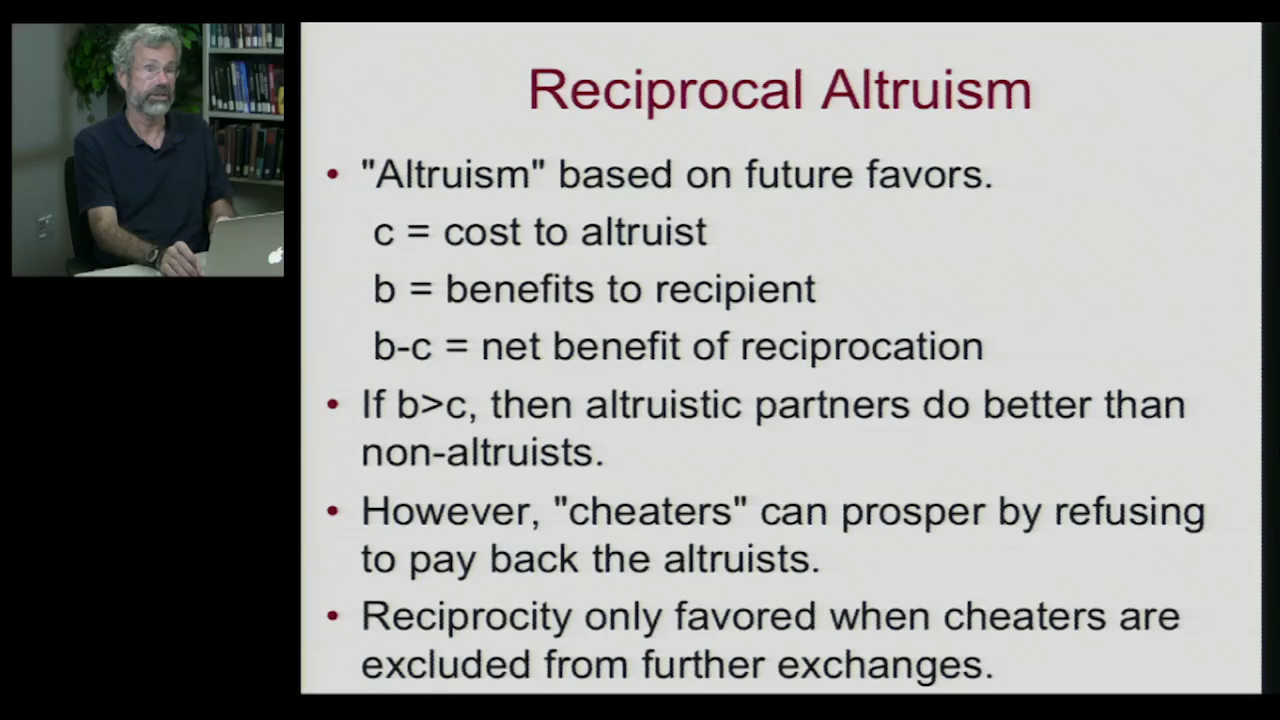 Reciprocal Altruism
• "Altruism" based on future favors.
c = cost to altruist
b = benefits to recipient
b-c = net benefit of reciprocation
• If b>c, then altruistic partners do better than
non-altruists.
• However, "cheaters" can prosper by refusing
to pay back the altruists.
• Reciprocity only favored when cheaters are
excluded from further exchanges.